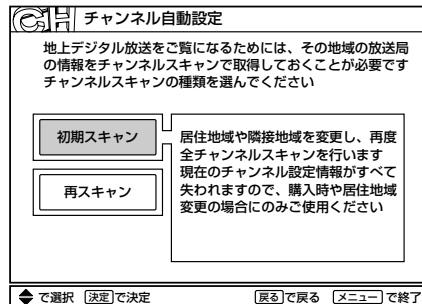 CH チャンネル自動設定
地上デジタル放送をご覧になるためには、その地域の放送局
の情報をチャンネルスキャンで取得しておくことが必要です
チャンネルスキャンの種類を選んでください
初期スキャン
再スキャン
居住地域や隣接地域を変更し、再度
全チャンネルスキャンを行います
現在のチャンネル設定情報がすべて
失われますので、購入時や居住地域
変更の場合にのみご使用ください
で選択 決定で決定 戻るで戻る メニューで終了